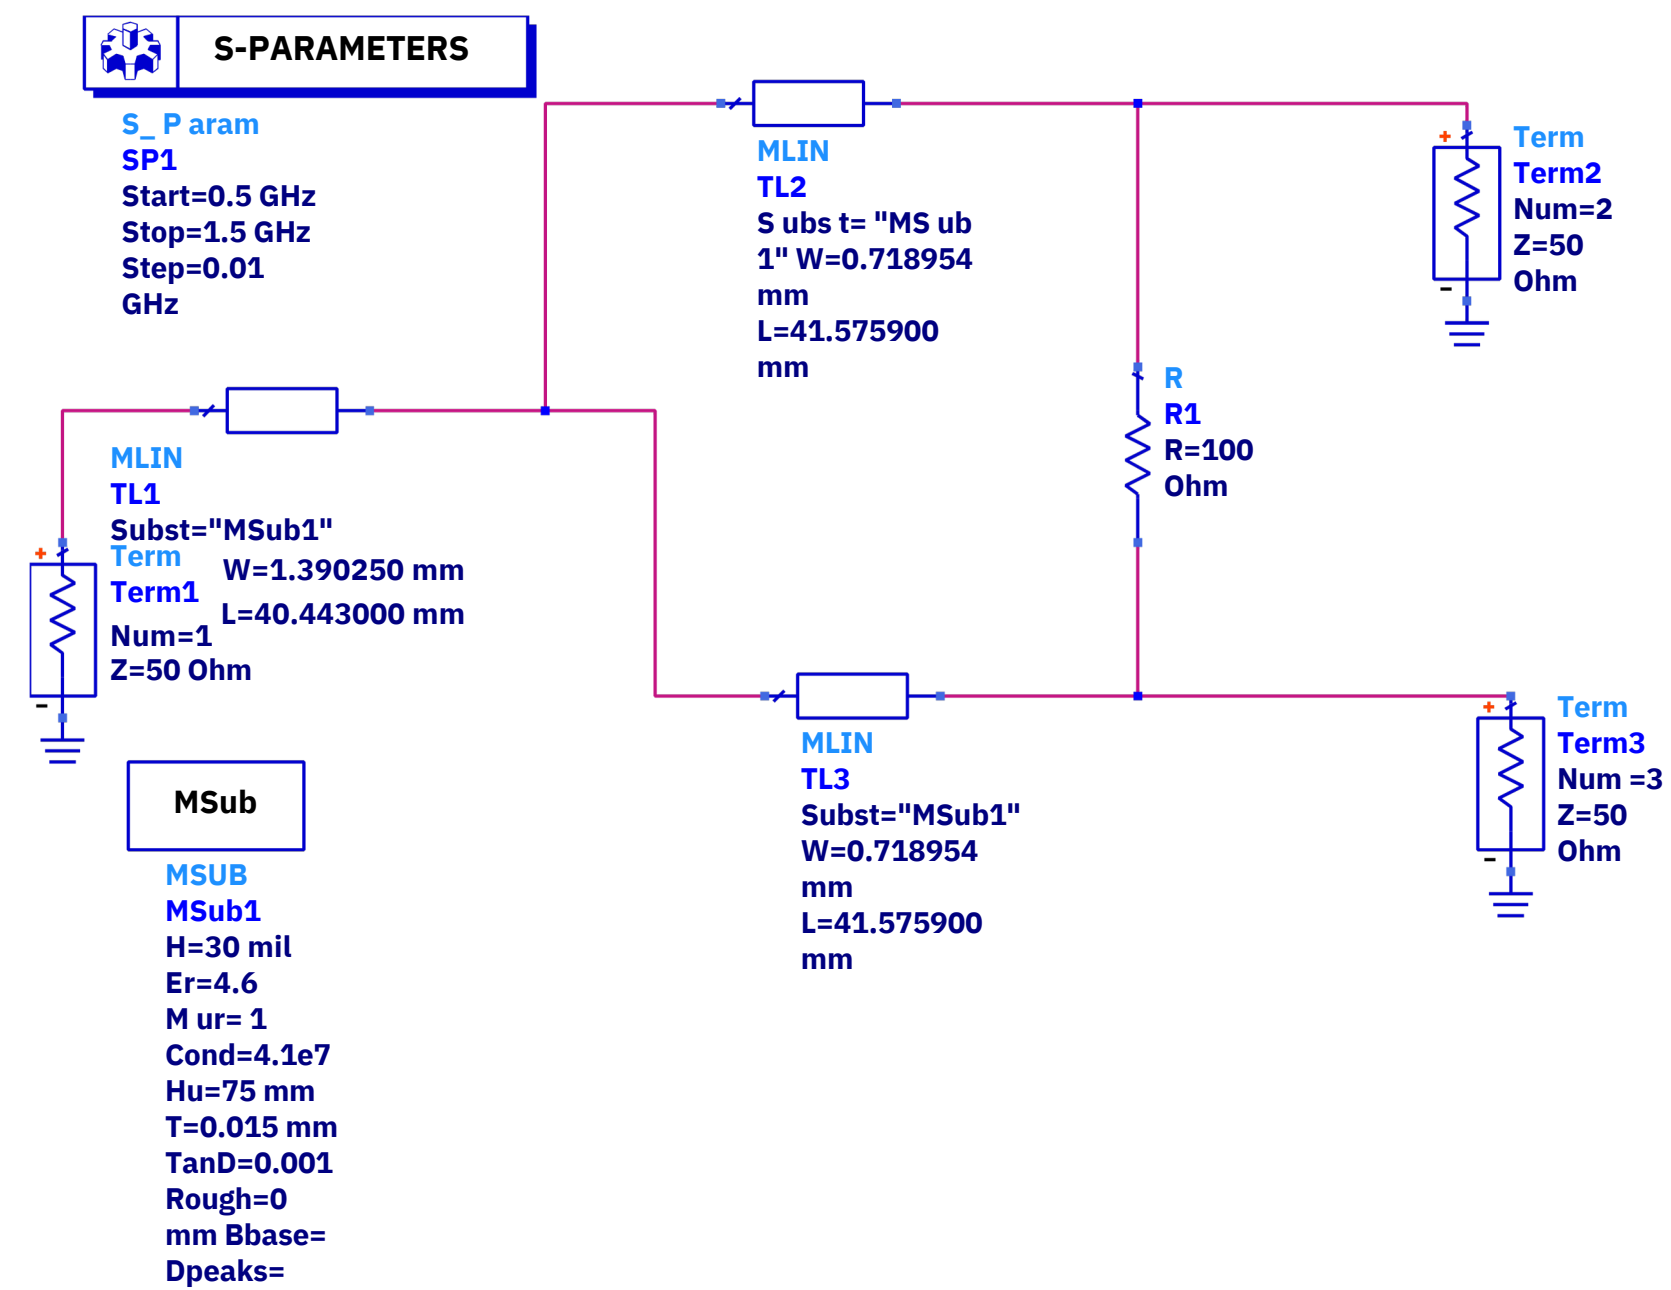 S-PARAMETERS
S_ P aram
SP1
Start=0.5 GHz
Stop=1.5 GHz
Step=0.01
GHz
MLIN
TL2
S ubs t= "MS ub
1" W=0.718954
mm
L=41.575900
mm
+
Term
Term2
Num=2
Z=50
Ohm
-
R
R1
R=100
Ohm
MLIN
TL1
Subst="MSub1"
W=1.390250 mm
L=40.443000 mm
+
Term
Term1
Num=1
Z=50 Ohm
-
MLIN
TL3
Subst="MSub1"
W=0.718954
mm
L=41.575900
mm
+
Term
Term3
Num =3
Z=50
Ohm
-
MSub
MSUB
MSub1
H=30 mil
Er=4.6
M ur= 1
Cond=4.1e7
Hu=75 mm
T=0.015 mm
TanD=0.001
Rough=0
mm Bbase=
Dpeaks=